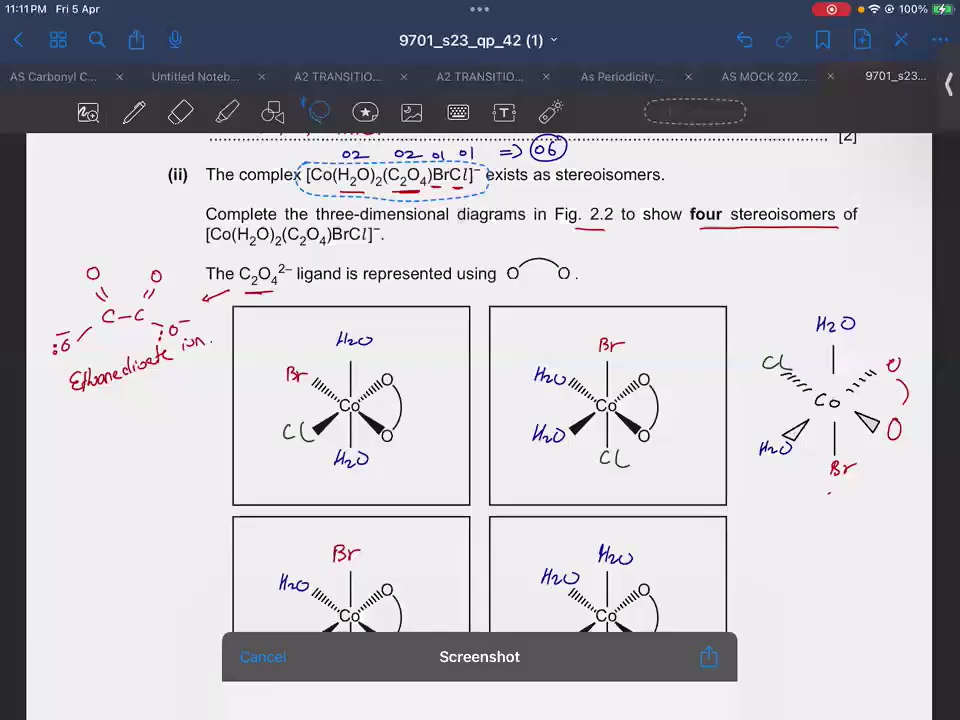 11:11PM Fri 5 Apr
100%
9701_s23_qp_42 (1)
AS Carbonyl C...
Untitled Noteb...
A2 TRANSITIO...
A2 TRANSITIO...
As Periodicity...
AS MOCK 202...
9701_s23...
[2]
02 02 01 01 => 06
(ii) The complex [Co(H₂O)₂(C₂O₄)BrCl]⁻ exists as stereoisomers.
Complete the three-dimensional diagrams in Fig. 2.2 to show four stereoisomers of
[Co(H₂O)₂(C₂O₄)BrCl]⁻.
The C₂O₄²⁻ ligand is represented using O O .
O O
C–C
:O⁻ :O⁻
Ethanedioate ion.
H2O
Br O
Co
Cl O
H2O
Br
H2O O
Co
H2O O
Cl
H2O
Cl O
Co
H2O O
Br
Br
H2O O
Co
H2O
H2O O
Co
Cancel
Screenshot